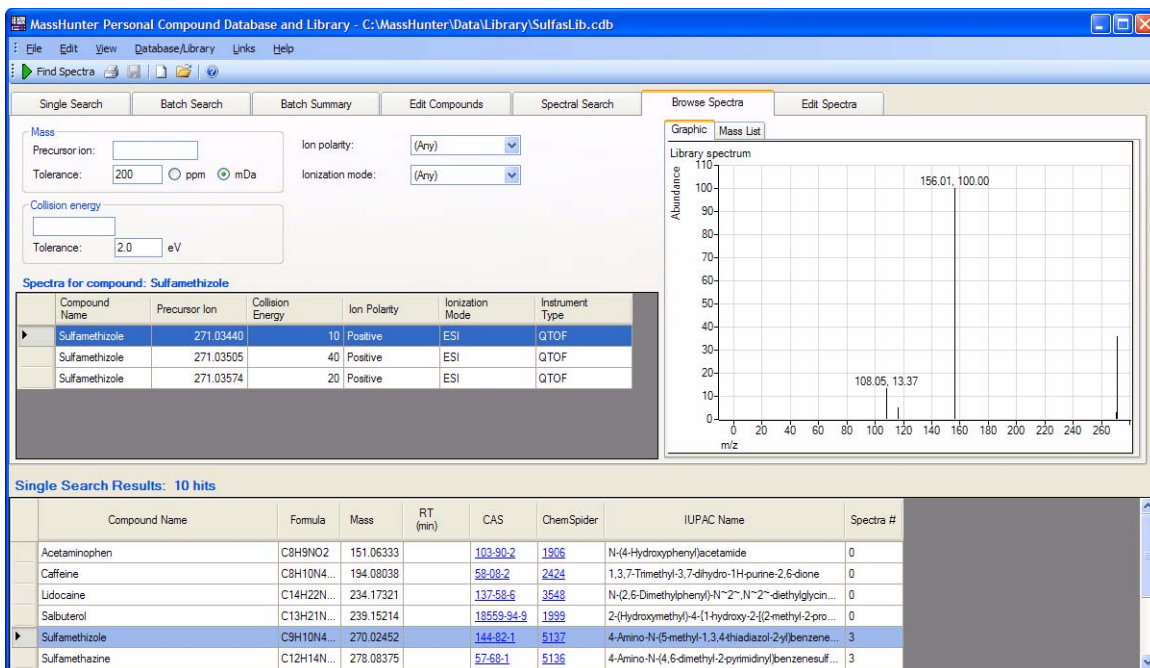 MassHunter Personal Compound Database and Library - C:\MassHunter\Data\Library\SulfasLib.cdb
File Edit View Database/Library Links Help
Find Spectra
Single Search Batch Search Batch Summary Edit Compounds Spectral Search Browse Spectra Edit Spectra
Mass
Precursor ion:
Tolerance: 200 ppm mDa
Ion polarity: (Any)
Ionization mode: (Any)
Collision energy
Tolerance: 2.0 eV
Graphic Mass List
Library spectrum
Abundance
110
100
90
80
70
60
50
40
30
20
10
0
156.01, 100.00
108.05, 13.37
0 20 40 60 80 100 120 140 160 180 200 220 240 260
m/z
Spectra for compound: Sulfamethizole
Compound Name Precursor Ion Collision Energy Ion Polarity Ionization Mode Instrument Type
Sulfamethizole 271.03440 10 Positive ESI QTOF
Sulfamethizole 271.03505 40 Positive ESI QTOF
Sulfamethizole 271.03574 20 Positive ESI QTOF
Single Search Results: 10 hits
Compound Name Formula Mass RT (min) CAS ChemSpider IUPAC Name Spectra #
Acetaminophen C8H9NO2 151.06333 103-90-2 1906 N-(4-Hydroxyphenyl)acetamide 0
Caffeine C8H10N4... 194.08038 58-08-2 2424 1,3,7-Trimethyl-3,7-dihydro-1H-purine-2,6-dione 0
Lidocaine C14H22N... 234.17321 137-58-6 3548 N-(2,6-Dimethylphenyl)-N~2~,N~2~-diethylglycin... 0
Salbuterol C13H21N... 239.15214 18559-94-9 1999 2-(Hydroxymethyl)-4-{1-hydroxy-2-[(2-methyl-2-pro... 0
Sulfamethizole C9H10N4... 270.02452 144-82-1 5137 4-Amino-N-(5-methyl-1,3,4-thiadiazol-2-yl)benzene... 3
Sulfamethazine C12H14N... 278.08375 57-68-1 5136 4-Amino-N-(4,6-dimethyl-2-pyrimidinyl)benzenesulf... 3